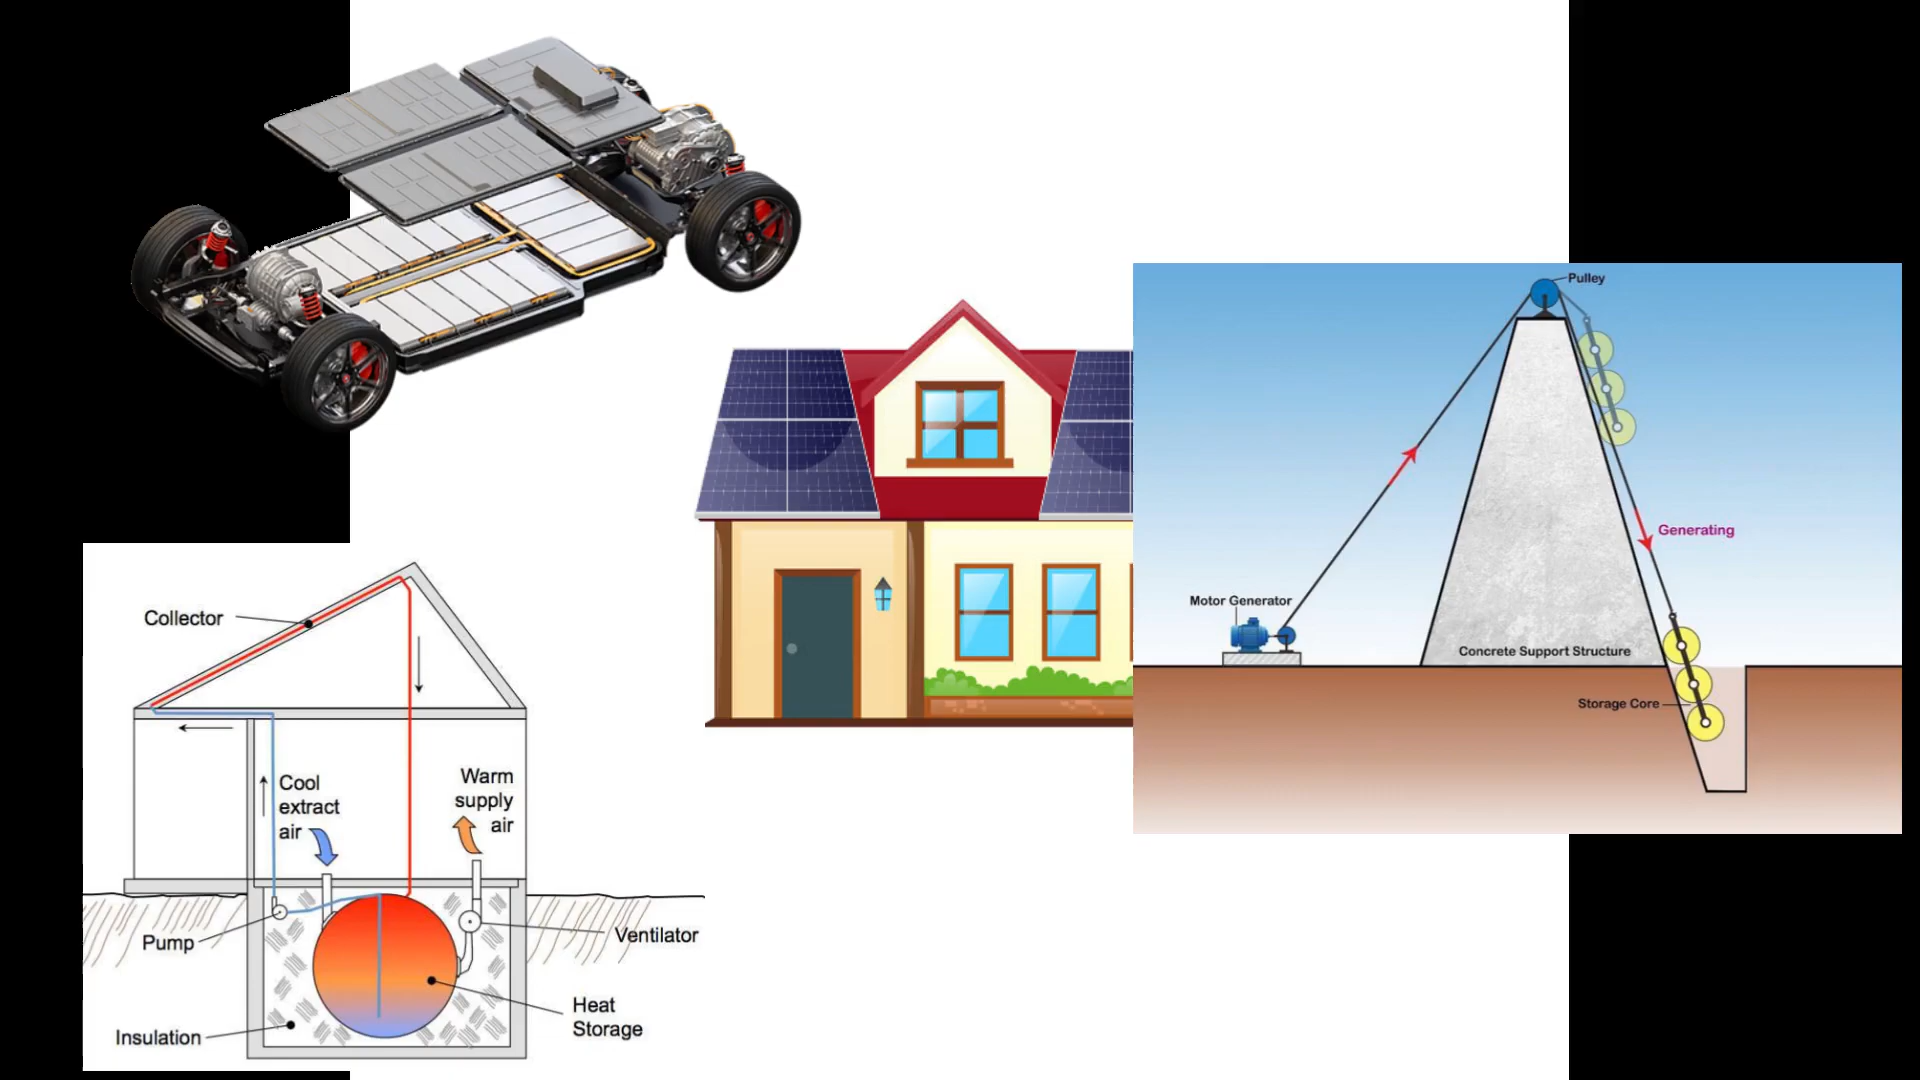 Pulley
Generating
Motor Generator
Concrete Support Structure
Storage Core
Collector
Cool
extract
air
Warm
supply
air
Pump
Ventilator
Heat
Storage
Insulation